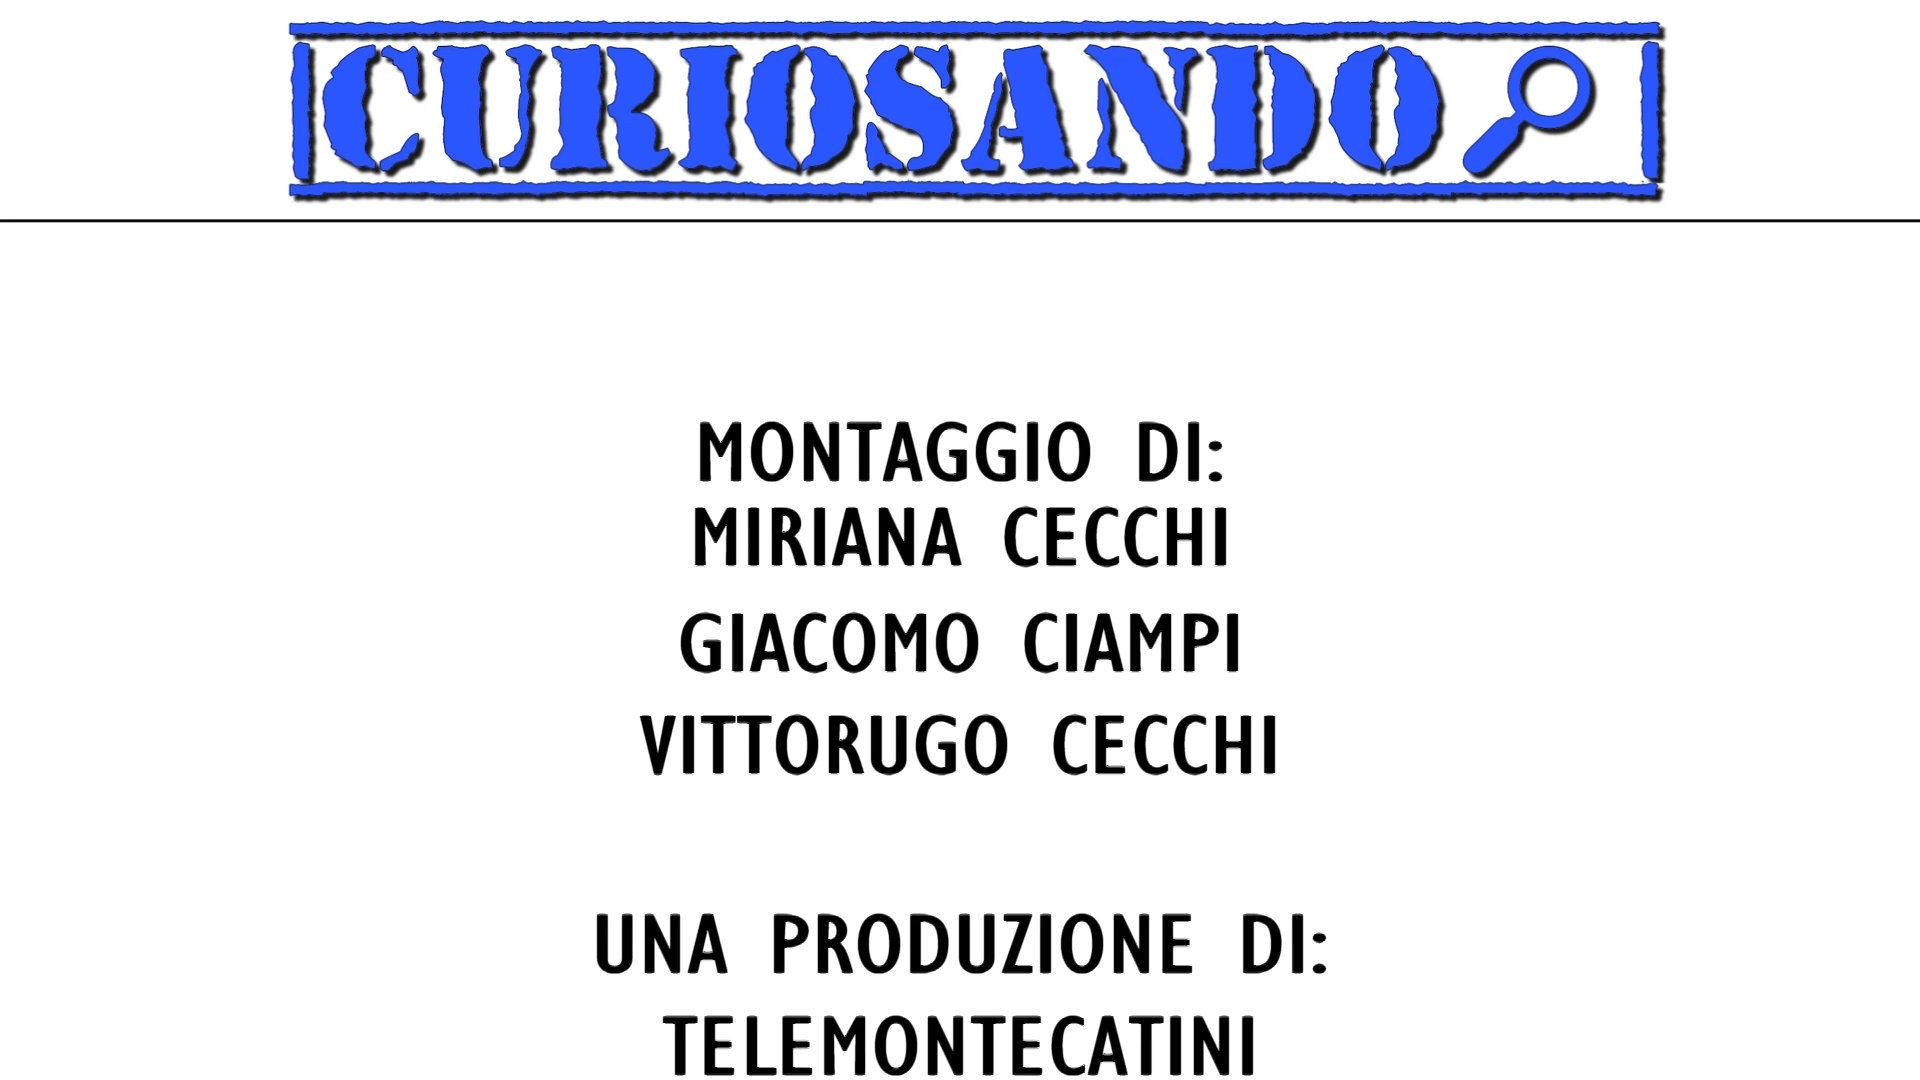 CURIOSANDO
MONTAGGIO DI:
MIRIANA CECCHI
GIACOMO CIAMPI
VITTORUGO CECCHI
UNA PRODUZIONE DI:
TELEMONTECATINI